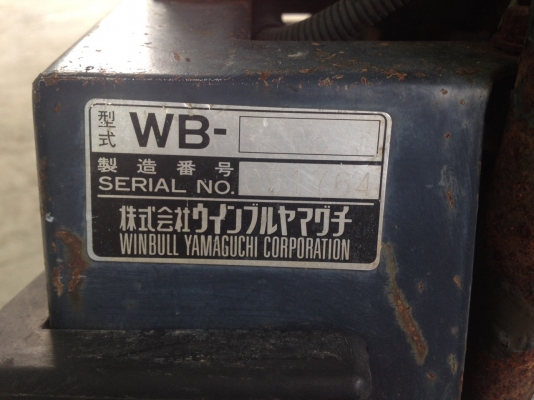 型式 WB-
製造番号
SERIAL NO. 764
株式会社ウインブルヤマグチ
WINBULL YAMAGUCHI CORPORATION